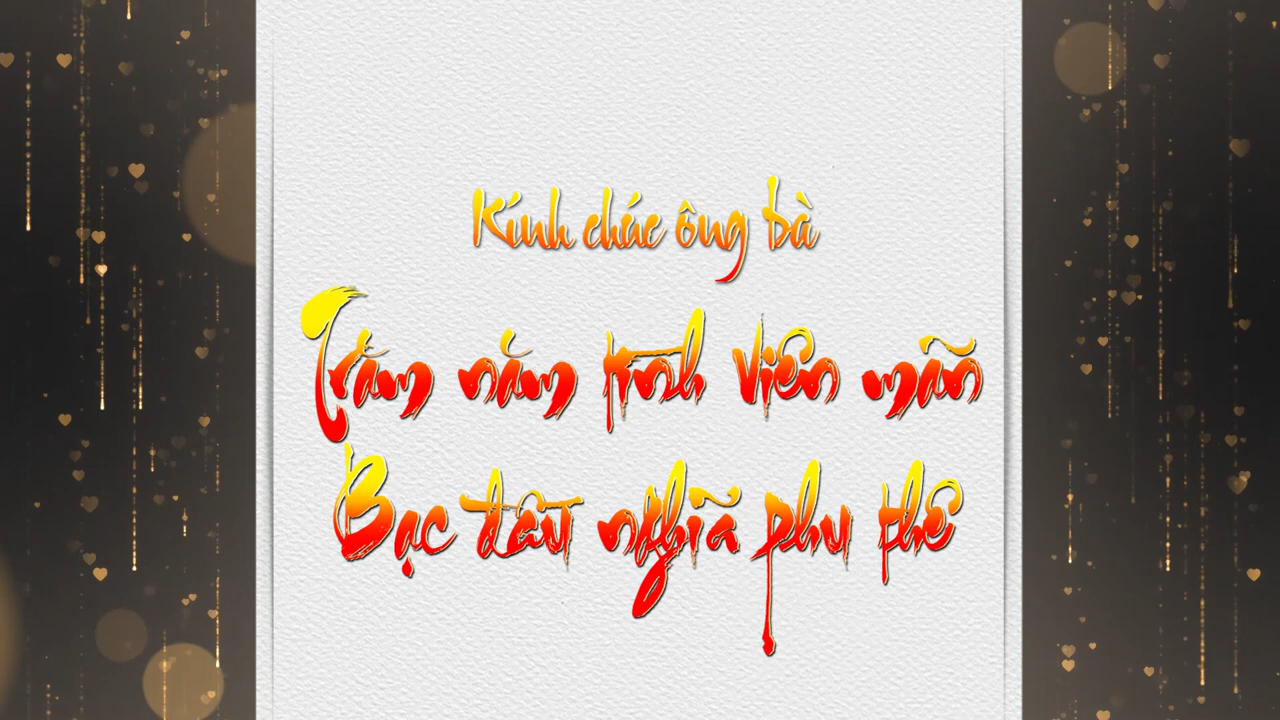 Kính chúc ông bà
Trăm năm tình viên mãn
Bạc đầu nghĩa phu thê